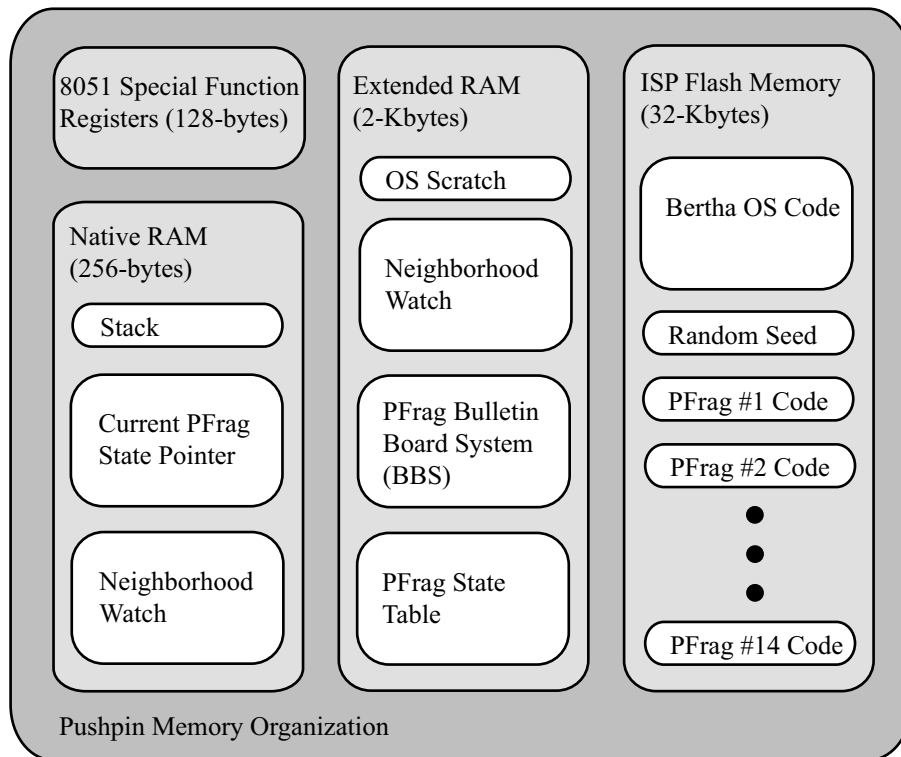 8051 Special Function
Registers (128-bytes)
Native RAM
(256-bytes)
Stack
Current PFrag
State Pointer
Neighborhood
Watch
Extended RAM
(2-Kbytes)
OS Scratch
Neighborhood
Watch
PFrag Bulletin
Board System
(BBS)
PFrag State
Table
ISP Flash Memory
(32-Kbytes)
Bertha OS Code
Random Seed
PFrag #1 Code
PFrag #2 Code
PFrag #14 Code
Pushpin Memory Organization